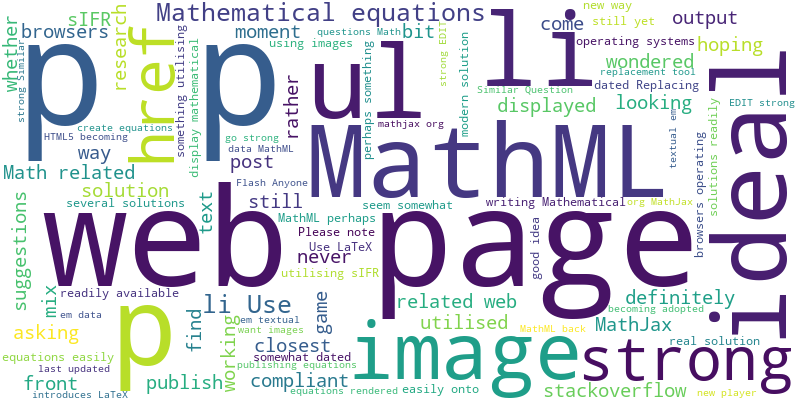 sIFR
Mathematical equations
new way
still yet
come
output
browsers
moment
bit
using images
questions Math
strong EDIT
operating systems
hoping
whether
strong Similar
p p
research
href
something utilising
display mathematical
rather
ul
li
perhaps something
modern solution
wondered
replacement tool
Similar Question
dated Replacing
displayed
looking
EDIT strong
ideal
create equations
HTML5 becoming
go strong
mathjax org
data MathML
way
post
MathML
textual em
solutions readily
browsers operating
Math related
Flash Anyone
solution
still
seem somewhat
writing Mathematical
org MathJax
several solutions
text
MathML perhaps
Please note
never
Use LaTeX
utilising sIFR
good idea
web page
suggestions
mix
readily available
em data
li Use
game
related web
definitely
p
em textual
want images
utilised
MathJax
becoming adopted
asking
find
working
closest
publishing equations
image
MathML back
strong
real solution
equations easily
last updated
somewhat dated
front
publish
compliant
introduces LaTeX
equations rendered
easily onto
stackoverflow
new player